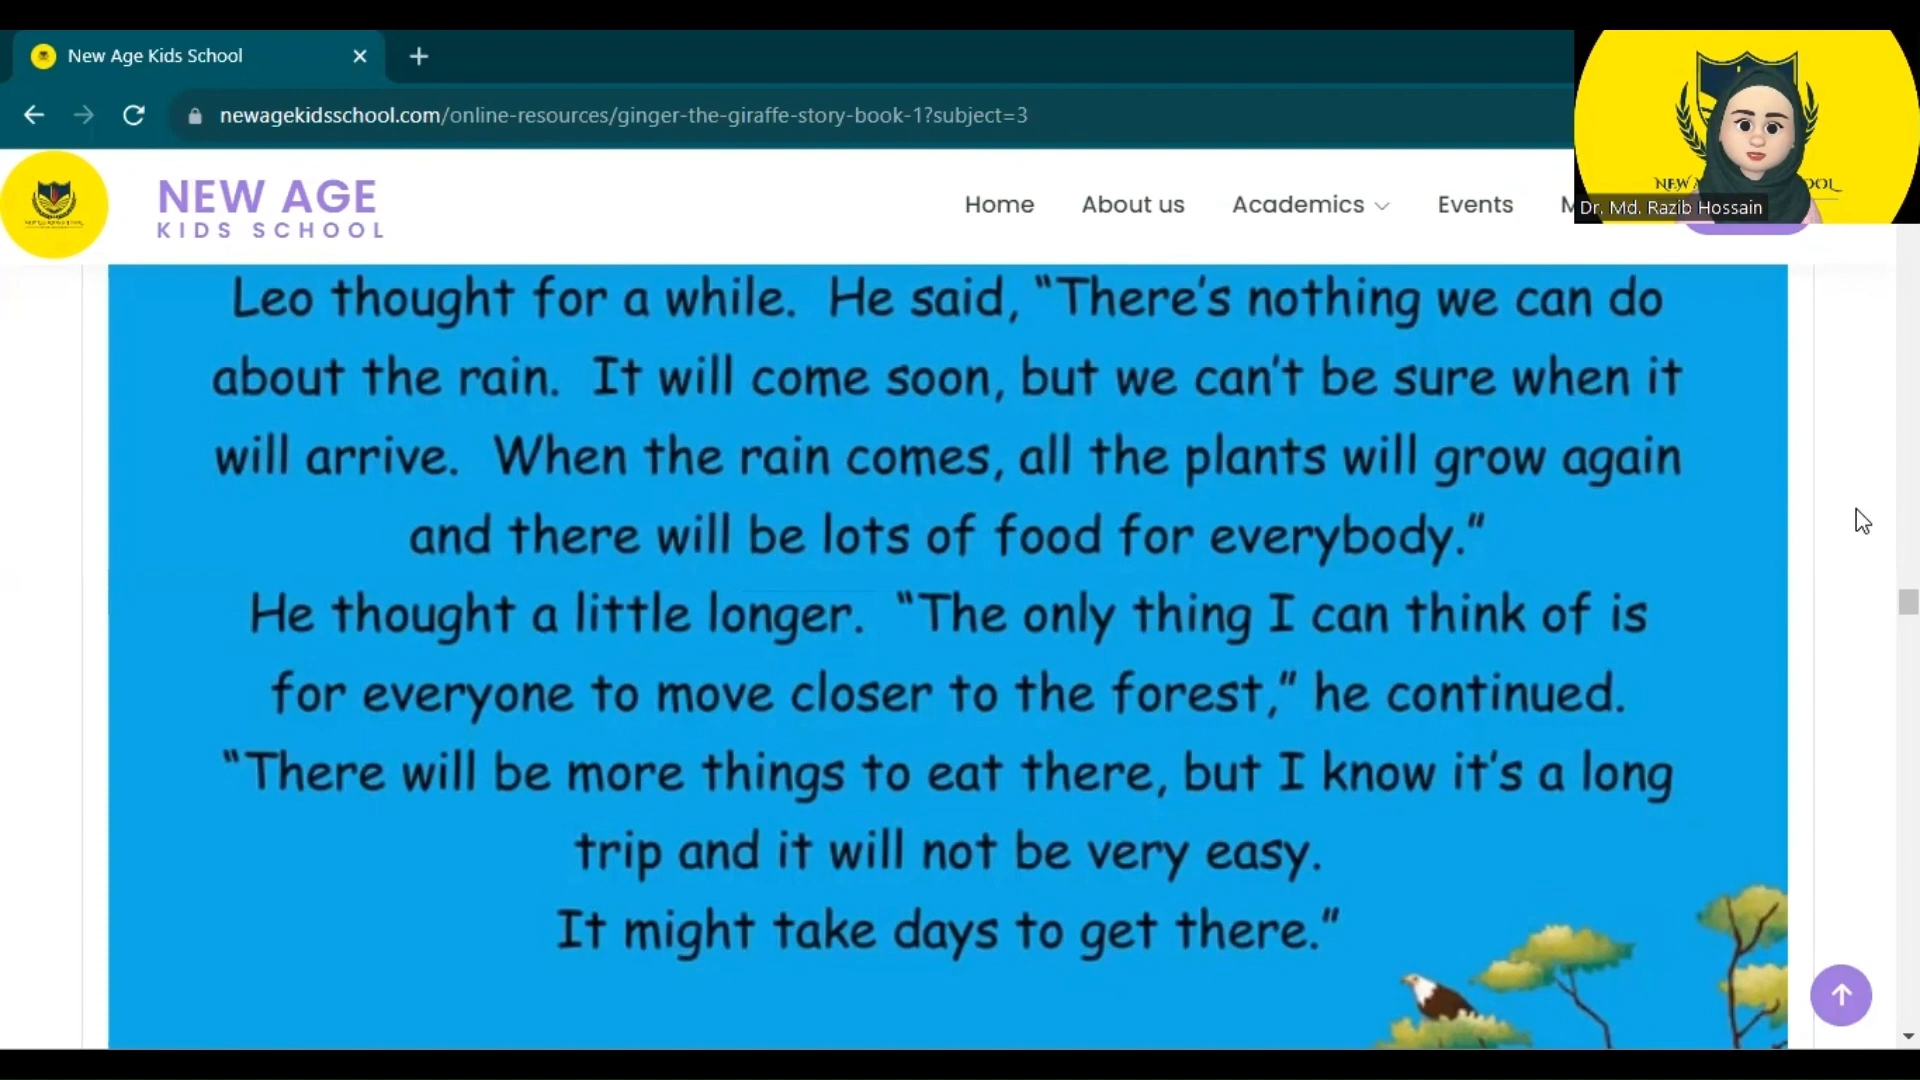 New Age Kids School
newagekidsschool.com/online-resources/ginger-the-giraffe-story-book-1?subject=3
NEW AGE
KIDS SCHOOL
Home About us Academics Events
Dr. Md. Razib Hossain
Leo thought for a while. He said, “There’s nothing we can do
about the rain. It will come soon, but we can’t be sure when it
will arrive. When the rain comes, all the plants will grow again
and there will be lots of food for everybody.”
He thought a little longer. “The only thing I can think of is
for everyone to move closer to the forest,” he continued.
“There will be more things to eat there, but I know it’s a long
trip and it will not be very easy.
It might take days to get there.”